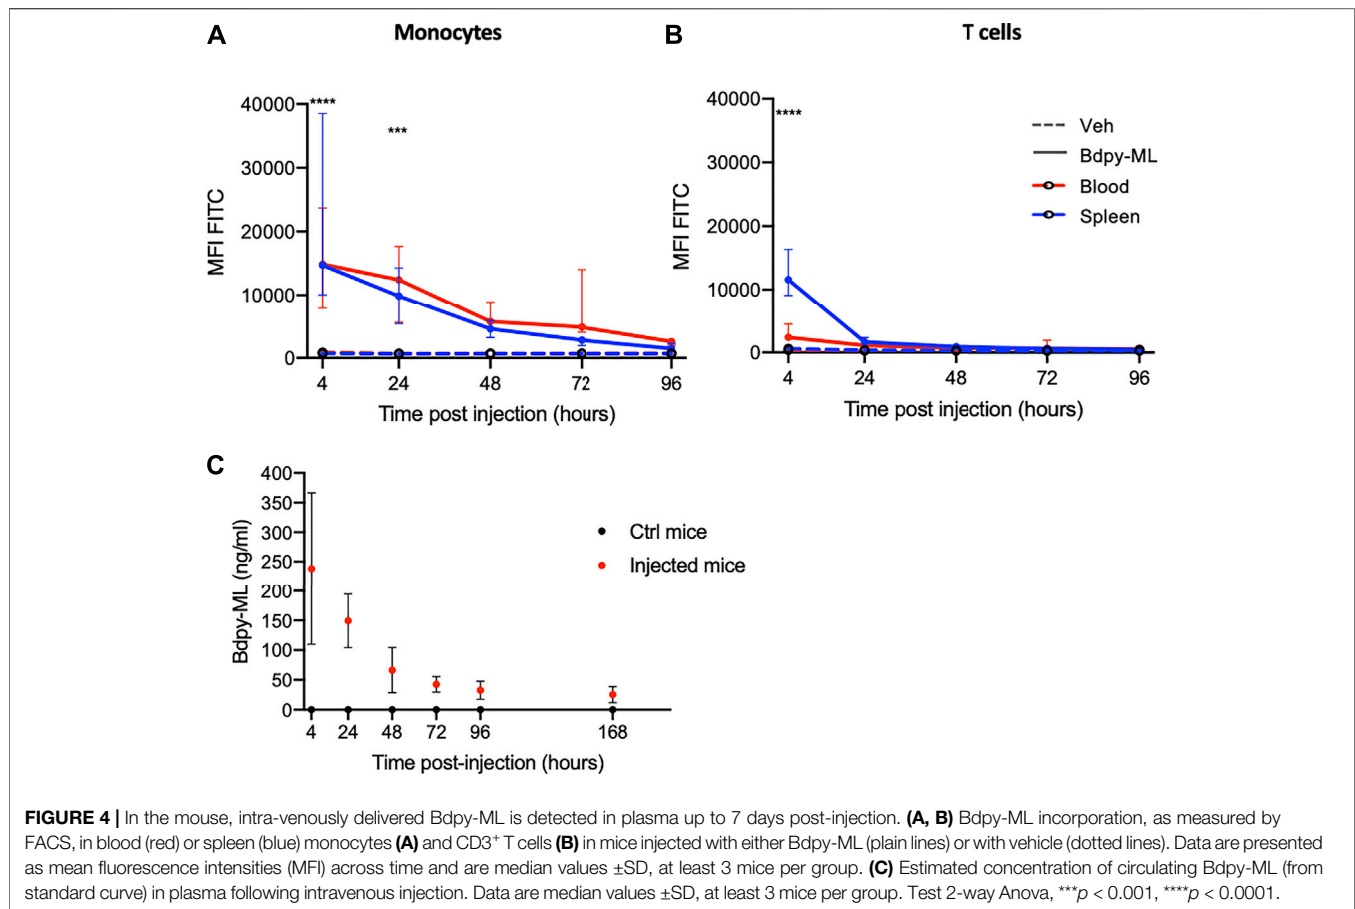 A
Monocytes
B
T cells
40000
30000
20000
10000
0
MFI FITC
****
***
4 24 48 72 96
Time post injection (hours)
40000
30000
20000
10000
0
MFI FITC
****
4 24 48 72 96
Time post injection (hours)
Veh
Bdpy-ML
Blood
Spleen
C
400
350
300
250
200
150
100
50
0
Bdpy-ML (ng/ml)
4 24 48 72 96 168
Time post-injection (hours)
Ctrl mice
Injected mice
FIGURE 4 | In the mouse, intra-venously delivered Bdpy-ML is detected in plasma up to 7 days post-injection. (A, B) Bdpy-ML incorporation, as measured by
FACS, in blood (red) or spleen (blue) monocytes (A) and CD3⁺ T cells (B) in mice injected with either Bdpy-ML (plain lines) or with vehicle (dotted lines). Data are presented
as mean fluorescence intensities (MFI) across time and are median values ±SD, at least 3 mice per group. (C) Estimated concentration of circulating Bdpy-ML (from
standard curve) in plasma following intravenous injection. Data are median values ±SD, at least 3 mice per group. Test 2-way Anova, ***p < 0.001, ****p < 0.0001.